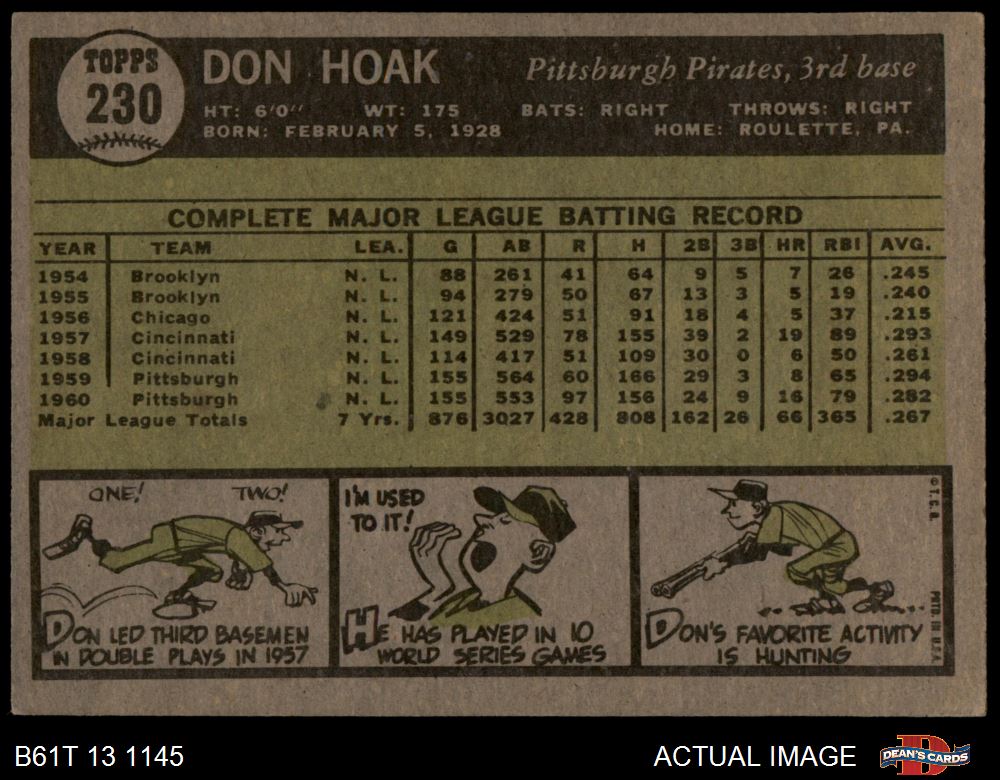 TOPPS
230
DON HOAK
Pittsburgh Pirates, 3rd base
HT: 6'0" WT: 175 BATS: RIGHT THROWS: RIGHT
BORN: FEBRUARY 5, 1928 HOME: ROULETTE, PA.
COMPLETE MAJOR LEAGUE BATTING RECORD
YEAR TEAM LEA. G AB R H 2B 3B HR RBI AVG.
1954 Brooklyn N. L. 88 261 41 64 9 5 7 26 .245
1955 Brooklyn N. L. 94 279 50 67 13 3 5 19 .240
1956 Chicago N. L. 121 424 51 91 18 4 5 37 .215
1957 Cincinnati N. L. 149 529 78 155 39 2 19 89 .293
1958 Cincinnati N. L. 114 417 51 109 30 0 6 50 .261
1959 Pittsburgh N. L. 155 564 60 166 29 3 8 65 .294
1960 Pittsburgh N. L. 155 553 97 156 24 9 16 79 .282
Major League Totals 7 Yrs. 876 3027 428 808 162 26 66 365 .267
ONE! TWO!
DON LED THIRD BASEMEN
IN DOUBLE PLAYS IN 1957
I'M USED
TO IT!
HE HAS PLAYED IN 10
WORLD SERIES GAMES
DON'S FAVORITE ACTIVITY
IS HUNTING
© T. C. G.
PRTD IN U.S.A.
B61T 13 1145
ACTUAL IMAGE
D
DEAN'S CARDS